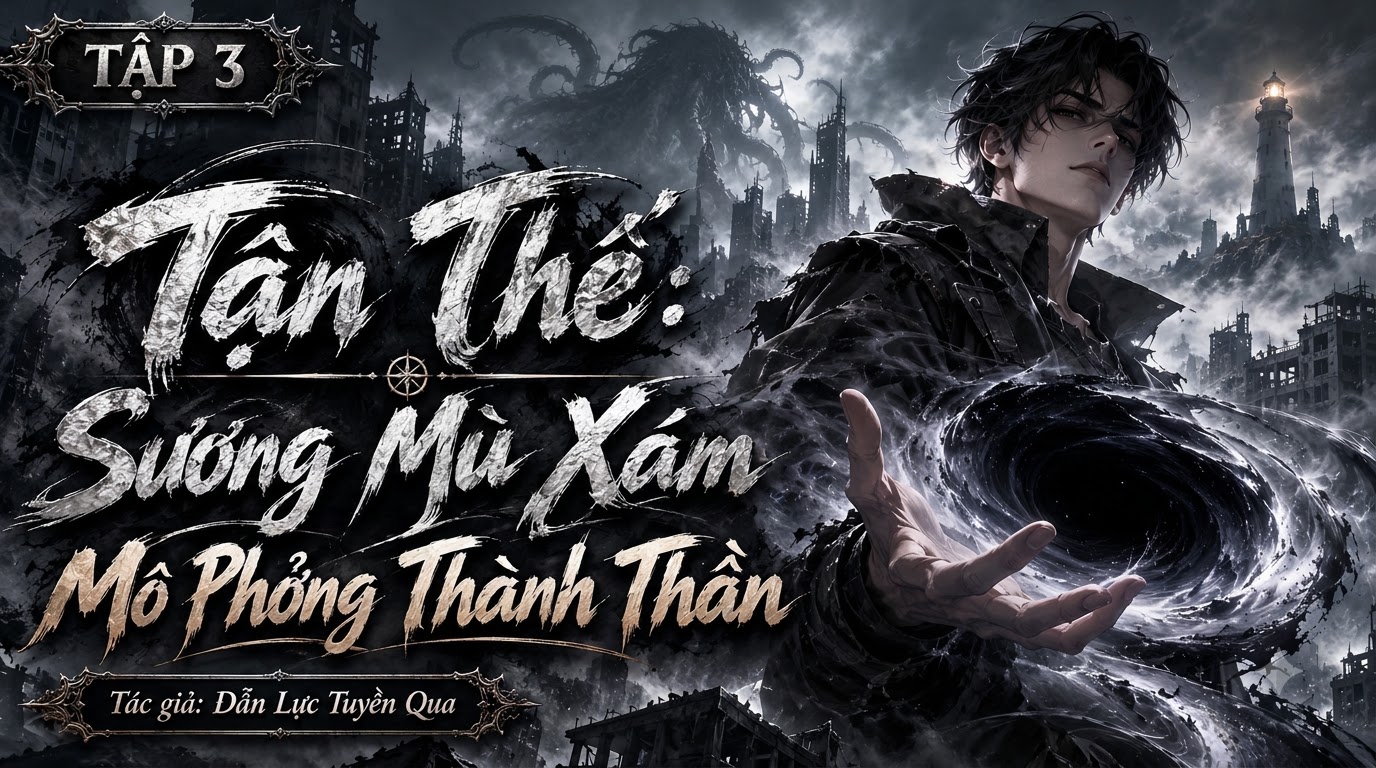 TẬP 3
Tận Thế:
Sương Mù Xám
Mô Phỏng Thành Thần
Tác giả: Dẫn Lực Tuyền Qua